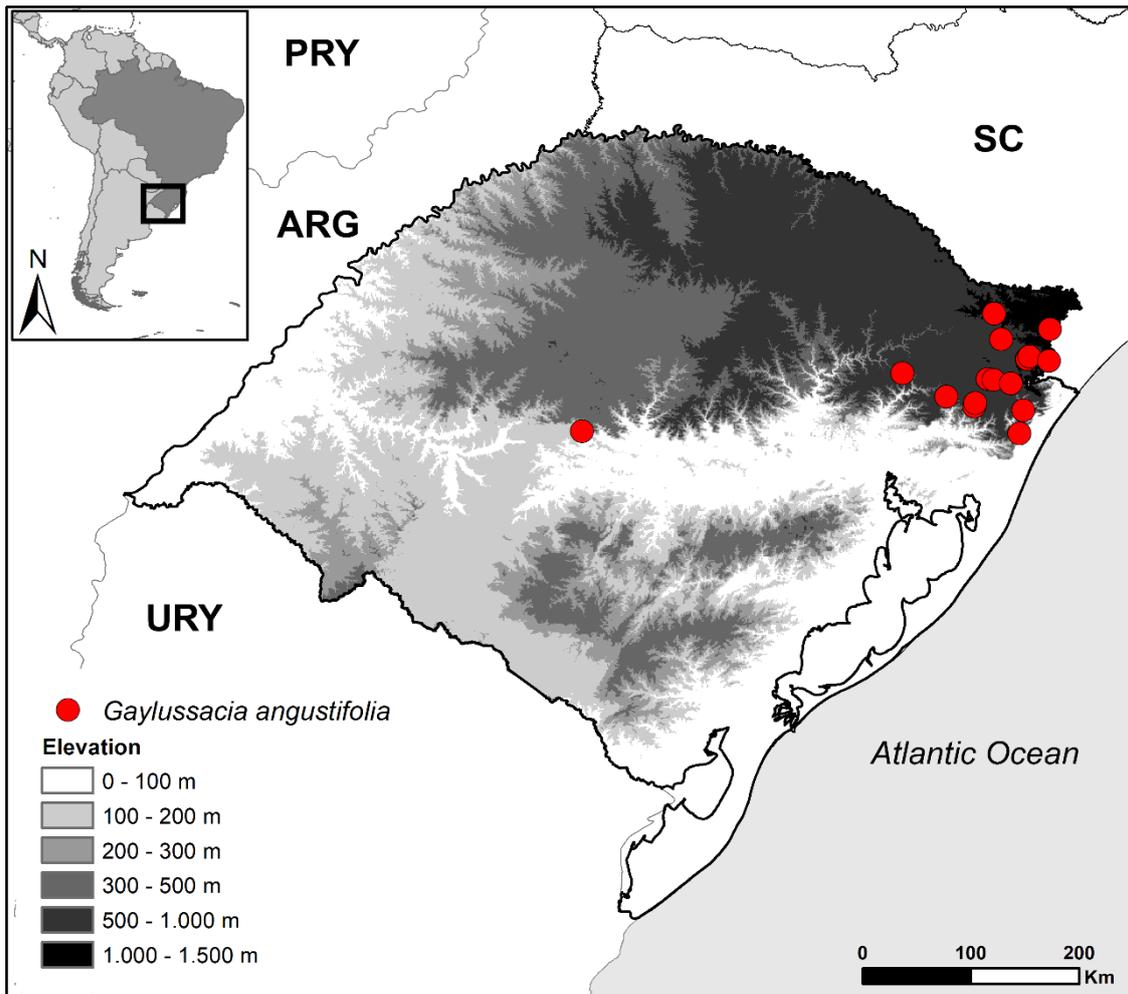 PRY
SC
ARG
N
URY
Gaylussacia angustifolia
Elevation
0 - 100 m
100 - 200 m
200 - 300 m
300 - 500 m
500 - 1.000 m
1.000 - 1.500 m
Atlantic Ocean
0 100 200
Km